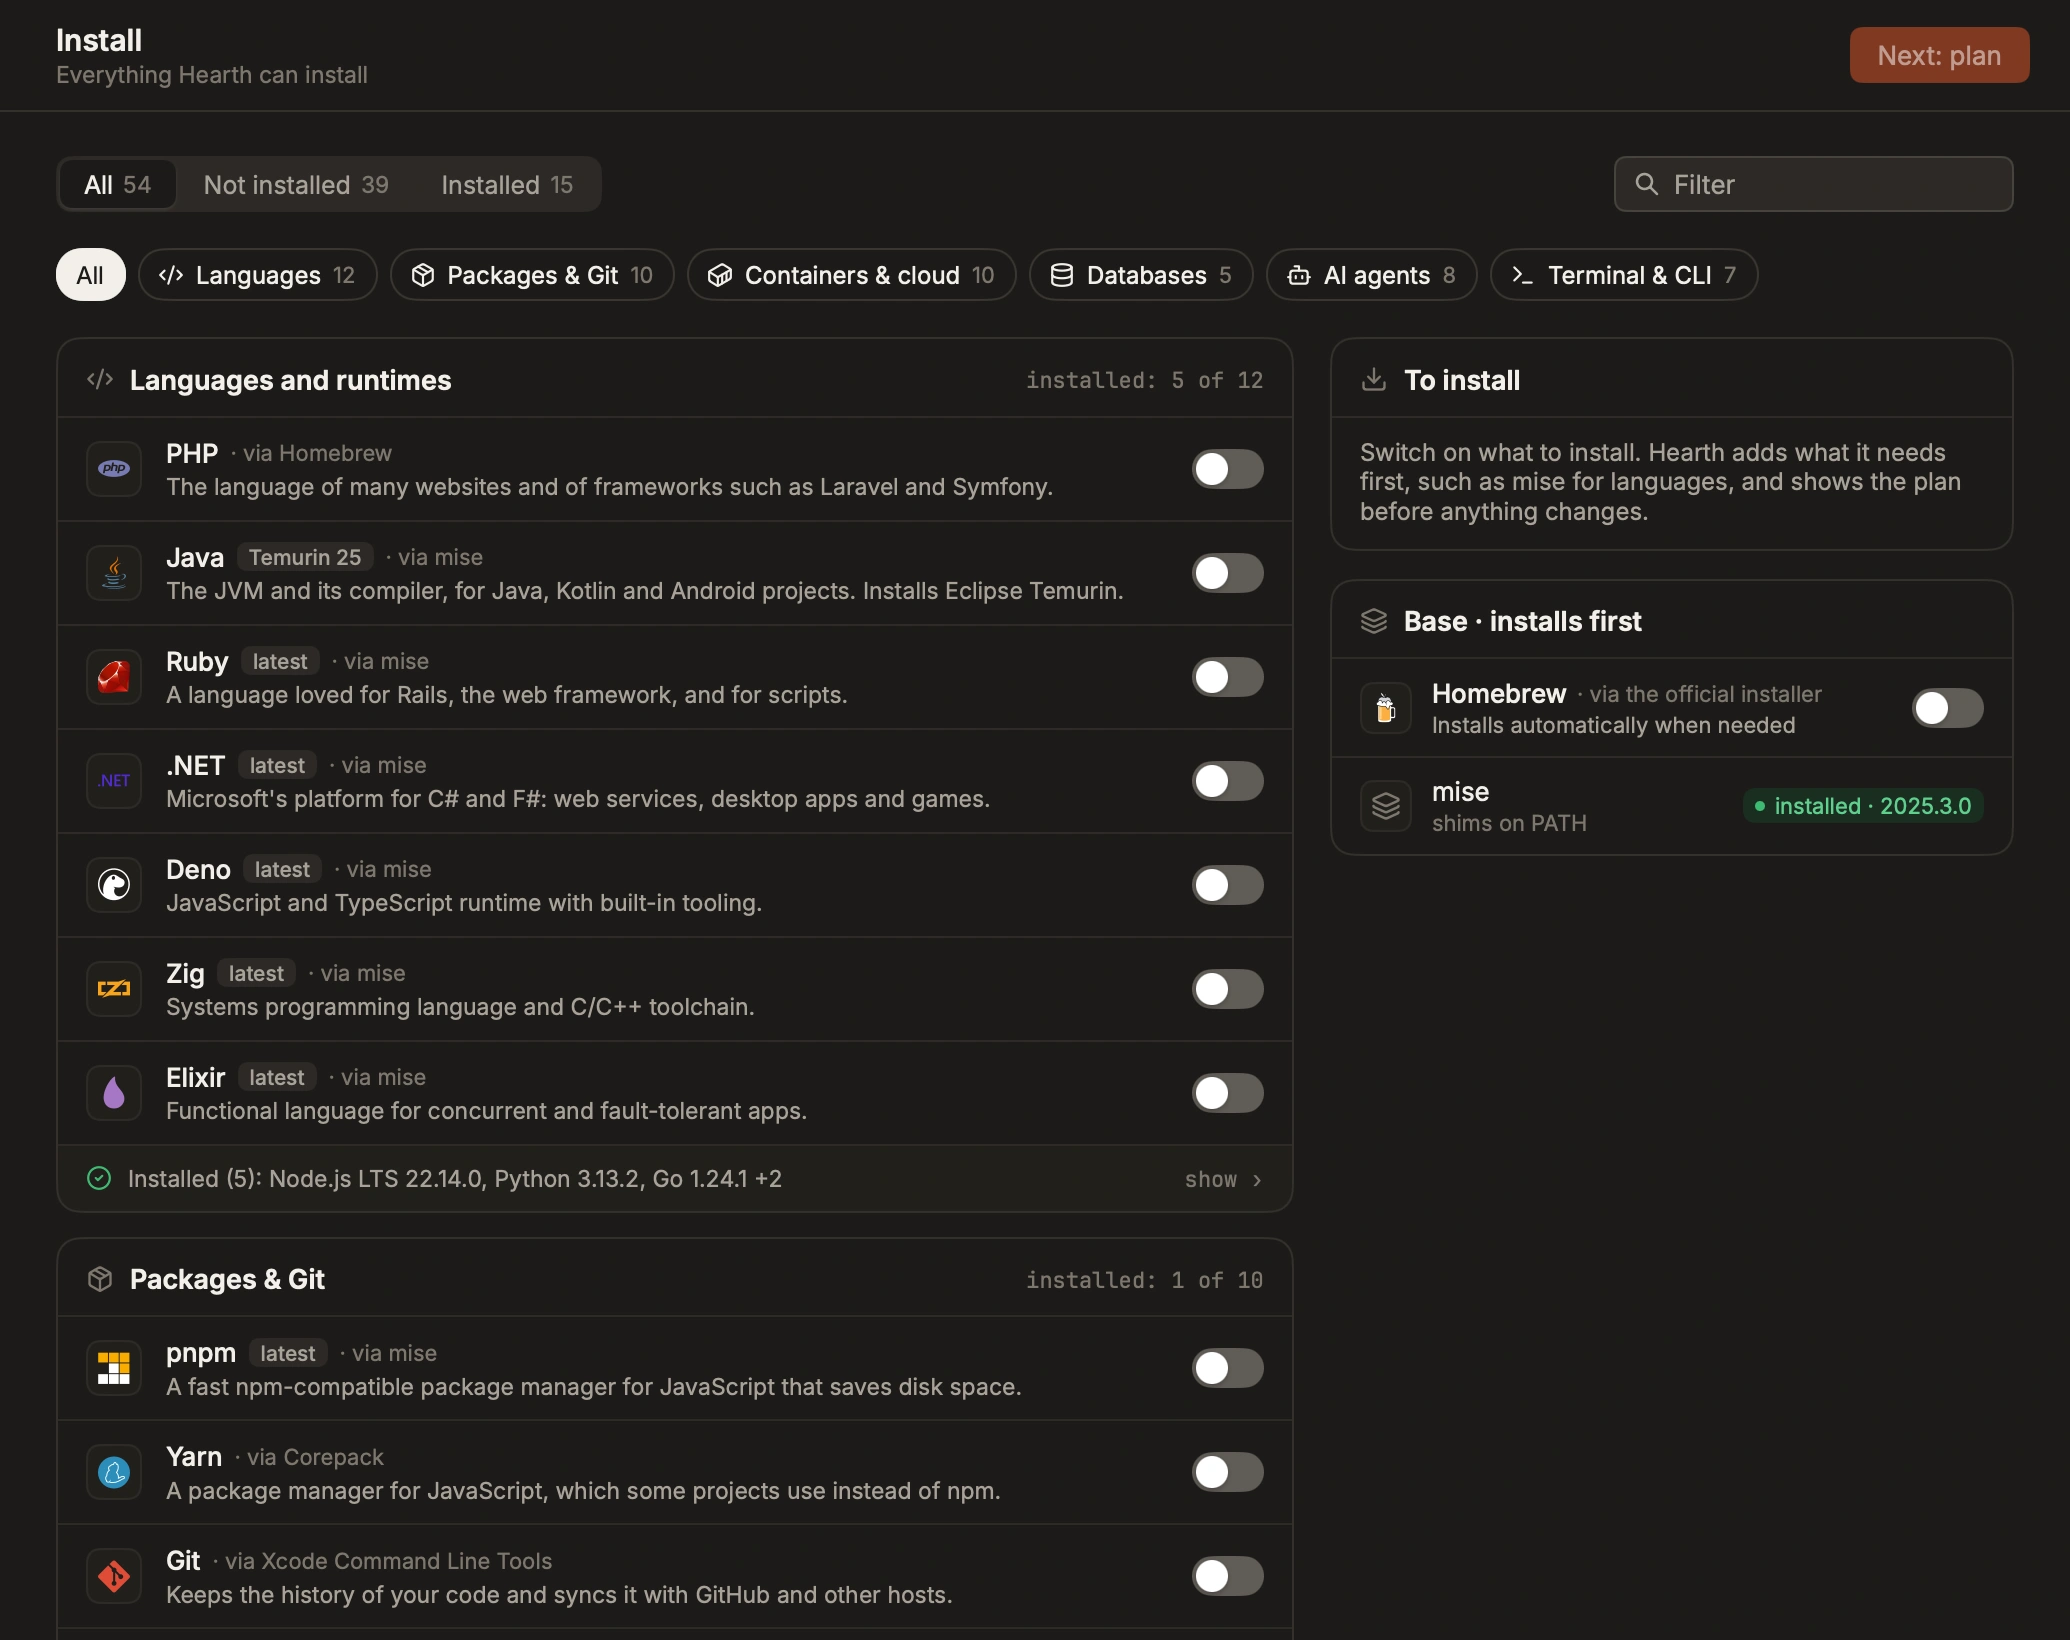 Install
Everything Hearth can install
Next: plan
All 54
Not installed 39
Installed 15
Filter
All
Languages 12
Packages & Git 10
Containers & cloud 10
Databases 5
AI agents 8
Terminal & CLI 7
Languages and runtimes
installed: 5 of 12
php
PHP · via Homebrew
The language of many websites and of frameworks such as Laravel and Symfony.
Java Temurin 25 · via mise
The JVM and its compiler, for Java, Kotlin and Android projects. Installs Eclipse Temurin.
Ruby latest · via mise
A language loved for Rails, the web framework, and for scripts.
.NET
.NET latest · via mise
Microsoft's platform for C# and F#: web services, desktop apps and games.
Deno latest · via mise
JavaScript and TypeScript runtime with built-in tooling.
Zig latest · via mise
Systems programming language and C/C++ toolchain.
Elixir latest · via mise
Functional language for concurrent and fault-tolerant apps.
Installed (5): Node.js LTS 22.14.0, Python 3.13.2, Go 1.24.1 +2
show ›
Packages & Git
installed: 1 of 10
pnpm latest · via mise
A fast npm-compatible package manager for JavaScript that saves disk space.
Yarn · via Corepack
A package manager for JavaScript, which some projects use instead of npm.
Git · via Xcode Command Line Tools
Keeps the history of your code and syncs it with GitHub and other hosts.
To install
Switch on what to install. Hearth adds what it needs
first, such as mise for languages, and shows the plan
before anything changes.
Base · installs first
Homebrew · via the official installer
Installs automatically when needed
mise
shims on PATH
installed · 2025.3.0